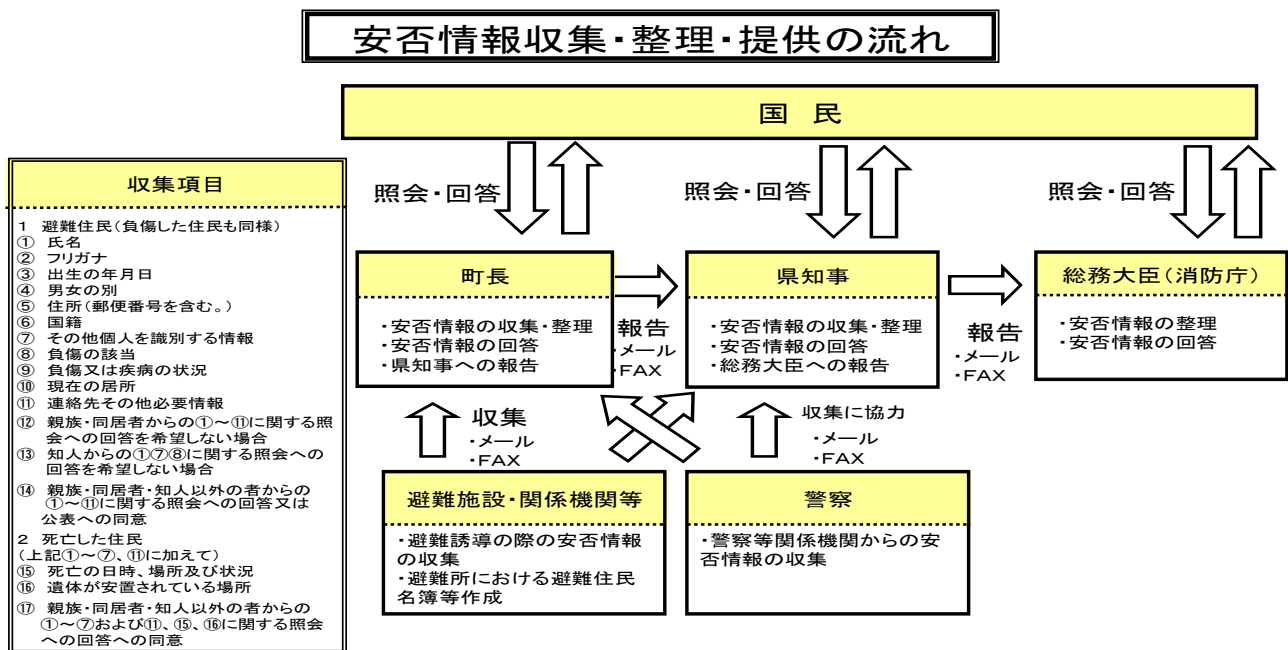 安否情報収集・整理・提供の流れ
国　民
照会・回答
照会・回答
照会・回答
収集項目
1　避難住民（負傷した住民も同様）
①　氏名
②　フリガナ
③　出生の年月日
④　男女の別
⑤　住所（郵便番号を含む。）
⑥　国籍
⑦　その他個人を識別する情報
⑧　負傷の該当
⑨　負傷又は疾病の状況
⑩　現在の居所
⑪　連絡先その他必要情報
⑫　親族・同居者からの①～⑪に関する照
会への回答を希望しない場合
⑬　知人からの①⑦⑧に関する照会への
回答を希望しない場合
⑭　親族・同居者・知人以外の者からの
①～⑪に関する照会への回答又は
公表への同意
2　死亡した住民
（上記①～⑦、⑪に加えて）
⑮　死亡の日時、場所及び状況
⑯　遺体が安置されている場所
⑰　親族・同居者・知人以外の者からの
①～⑦および⑪、⑮、⑯に関する照会
への回答への同意
町長
・安否情報の収集・整理
・安否情報の回答
・県知事への報告
報告
・メール
・FAX
県知事
・安否情報の収集・整理
・安否情報の回答
・総務大臣への報告
報告
・メール
・FAX
総務大臣（消防庁）
・安否情報の整理
・安否情報の回答
収集
・メール
・FAX
収集に協力
・メール
・FAX
避難施設・関係機関等
・避難誘導の際の安否情報
の収集
・避難所における避難住民
名簿等作成
警察
・警察等関係機関からの安
否情報の収集